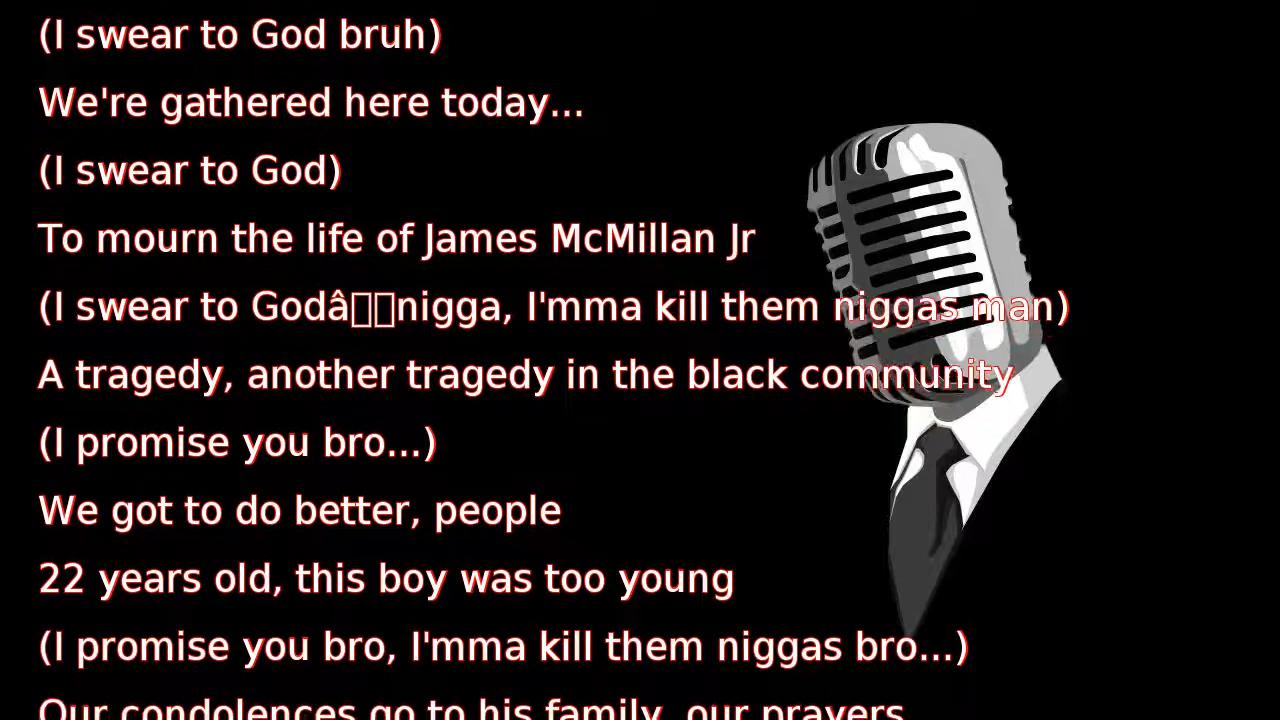 (I swear to God bruh)
We're gathered here today...
(I swear to God)
To mourn the life of James McMillan Jr
(I swear to Godâ▯▯nigga, I'mma kill them niggas man)
A tragedy, another tragedy in the black community
(I promise you bro...)
We got to do better, people
22 years old, this boy was too young
(I promise you bro, I'mma kill them niggas bro...)
Our condolences go to his family, our prayers